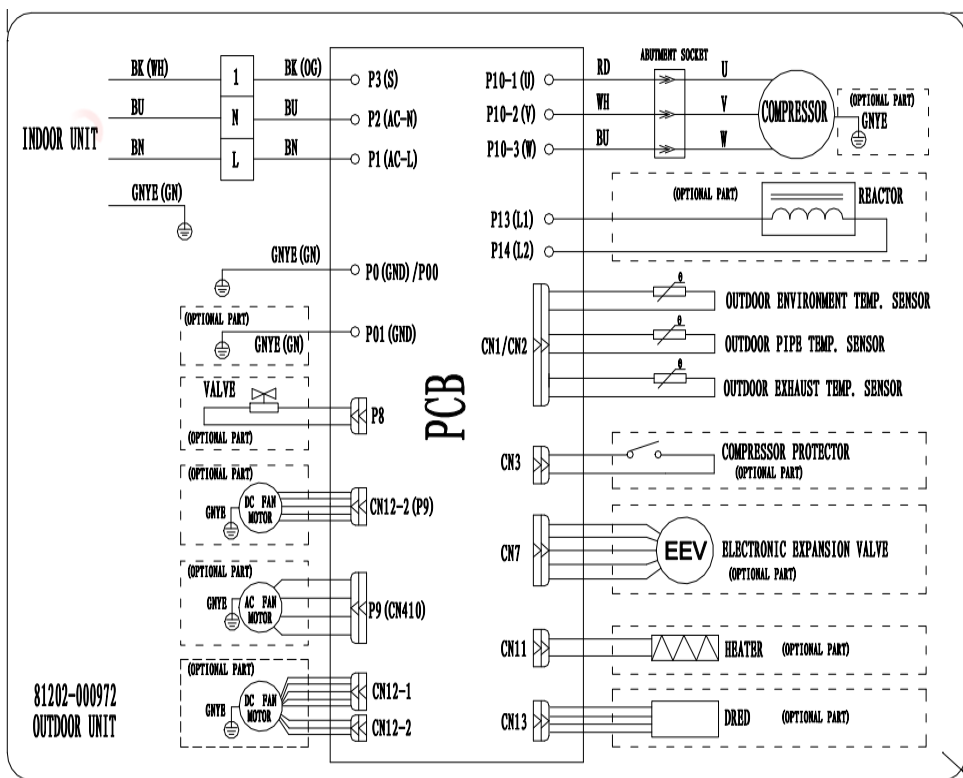 INDOOR UNIT
BK(WH)
BU
BN
GNYE(GN)
1
N
L
BK(OG)
BU
BN
P3(S)
P2(AC-N)
P1(AC-L)
GNYE(GN)
P0(GND)/P00
(OPTIONAL PART)
GNYE(GN)
P01(GND)
VALVE
(OPTIONAL PART)
P8
(OPTIONAL PART)
GNYE
DC FAN
MOTOR
CN12-2(P9)
(OPTIONAL PART)
GNYE
AC FAN
MOTOR
P9(CN410)
(OPTIONAL PART)
GNYE
DC FAN
MOTOR
CN12-1
CN12-2
81202-000972
OUTDOOR UNIT
PCB
P10-1(U)
P10-2(V)
P10-3(W)
RD
WH
BU
ABUTMENT SOCKET
U
V
W
COMPRESSOR
(OPTIONAL PART)
GNYE
(OPTIONAL PART)
REACTOR
P13(L1)
P14(L2)
CN1/CN2
θ
OUTDOOR ENVIRONMENT TEMP. SENSOR
θ
OUTDOOR PIPE TEMP. SENSOR
θ
OUTDOOR EXHAUST TEMP. SENSOR
CN3
COMPRESSOR PROTECTOR
(OPTIONAL PART)
CN7
EEV
ELECTRONIC EXPANSION VALVE
(OPTIONAL PART)
CN11
HEATER (OPTIONAL PART)
CN13
DRED (OPTIONAL PART)